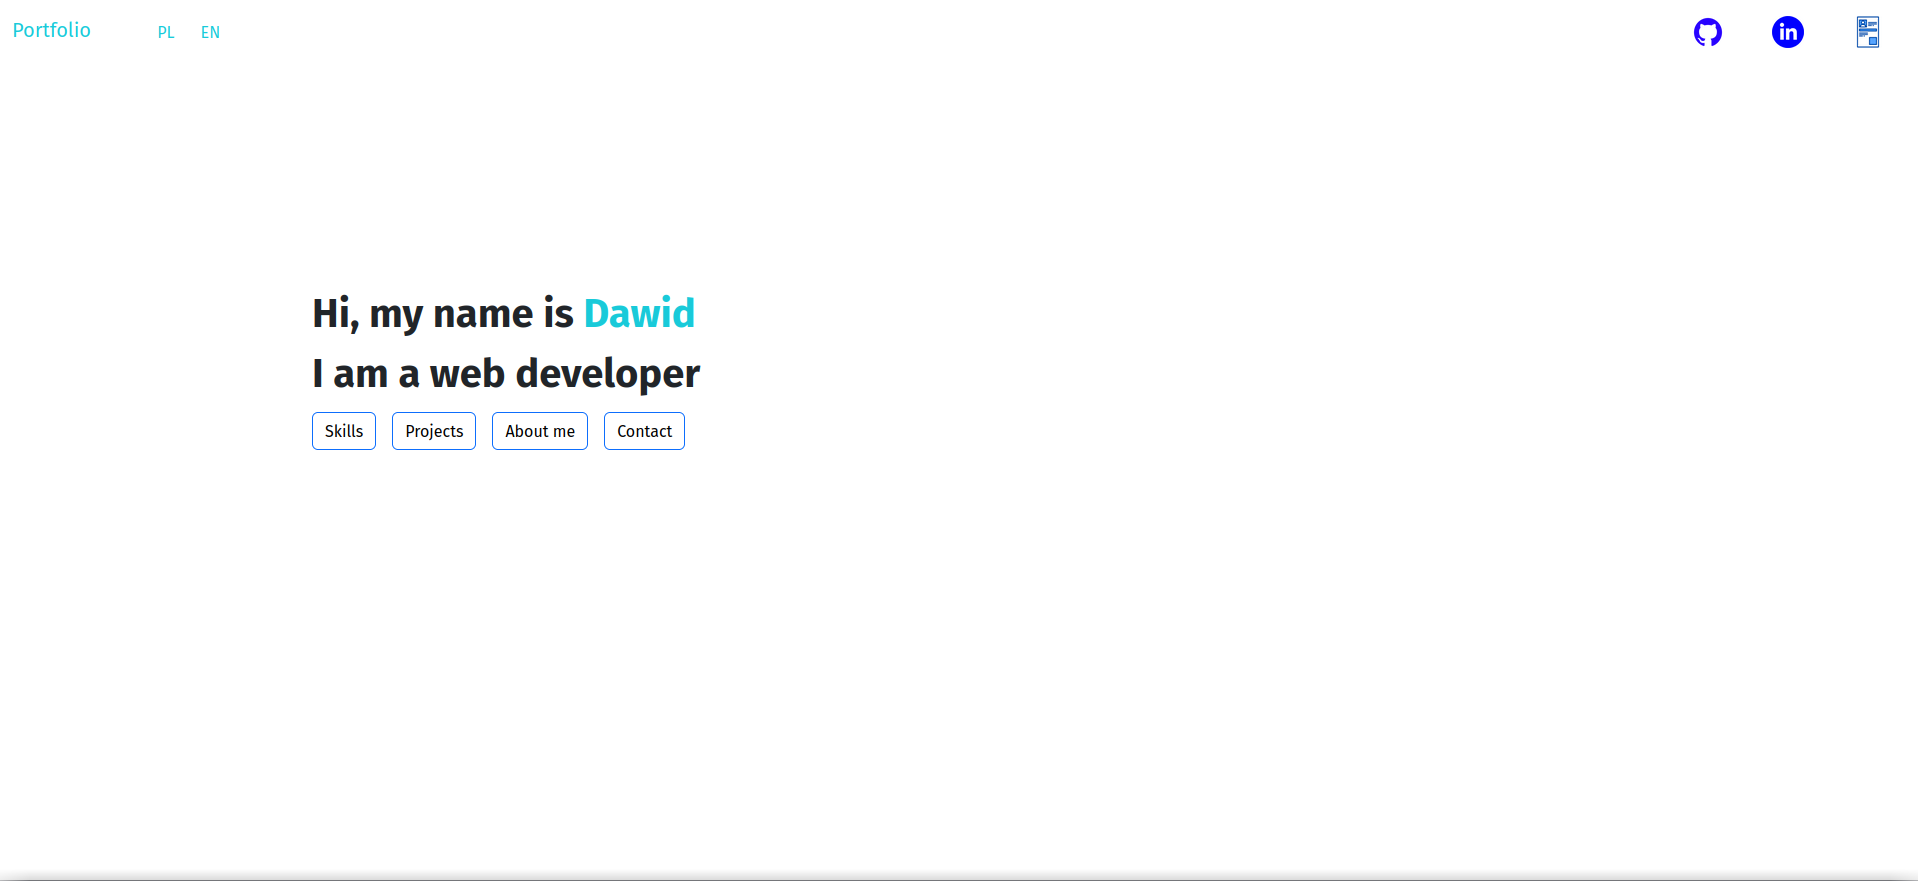 Portfolio PL EN in
Hi, my name is Dawid
I am a web developer
Skills Projects About me Contact